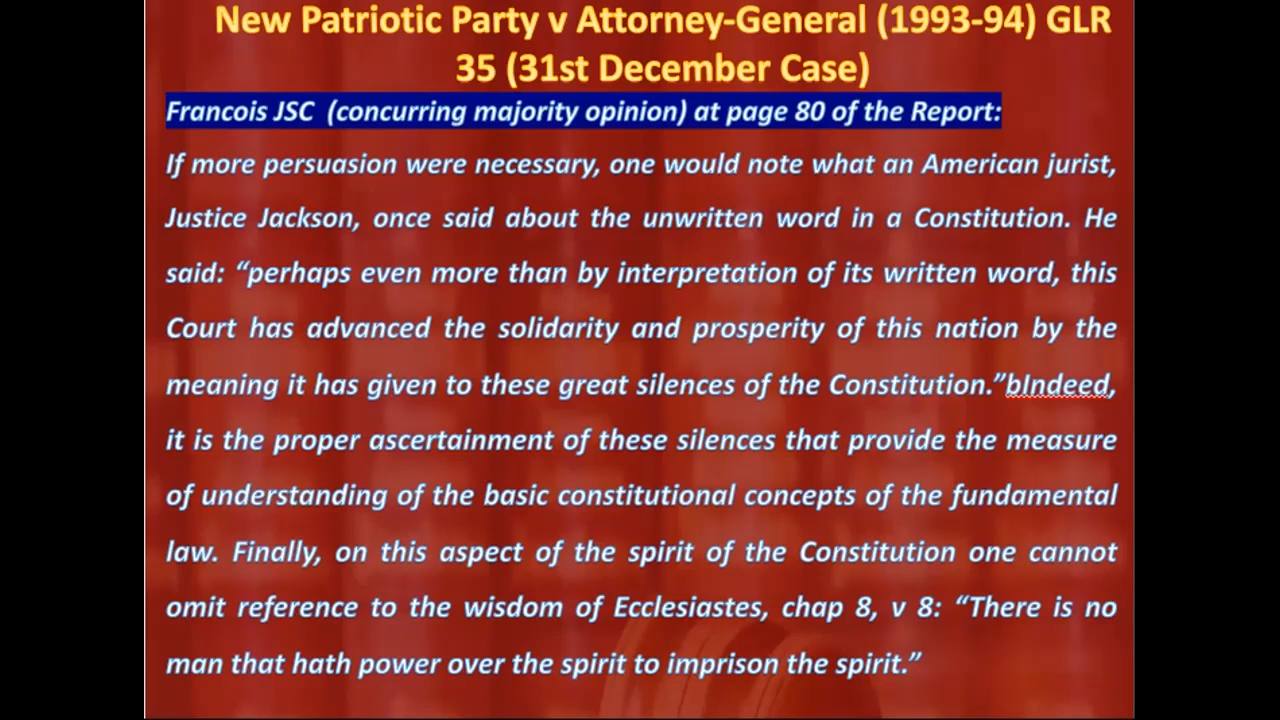 New Patriotic Party v Attorney-General (1993-94) GLR
35 (31st December Case)
Francois JSC (concurring majority opinion) at page 80 of the Report:
If more persuasion were necessary, one would note what an American jurist,
Justice Jackson, once said about the unwritten word in a Constitution. He
said: “perhaps even more than by interpretation of its written word, this
Court has advanced the solidarity and prosperity of this nation by the
meaning it has given to these great silences of the Constitution.”bIndeed,
it is the proper ascertainment of these silences that provide the measure
of understanding of the basic constitutional concepts of the fundamental
law. Finally, on this aspect of the spirit of the Constitution one cannot
omit reference to the wisdom of Ecclesiastes, chap 8, v 8: “There is no
man that hath power over the spirit to imprison the spirit.”